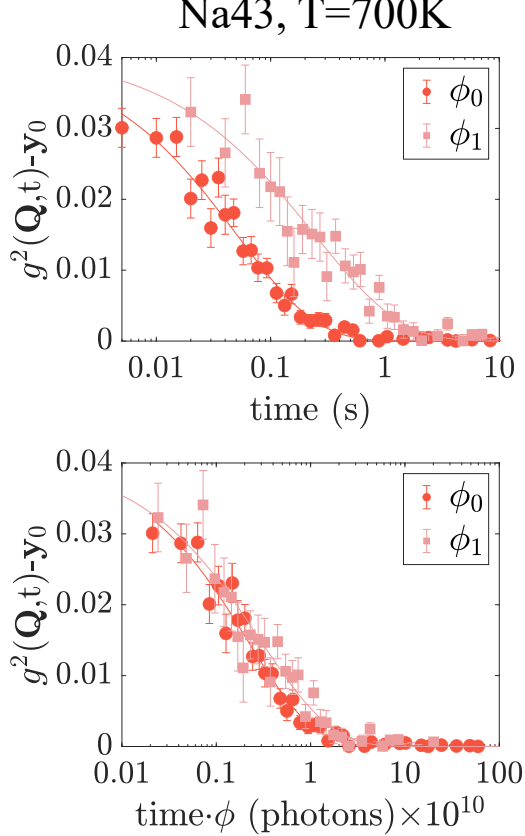 Na43, T=700K
0.04
0.03
0.02
0.01
0
g²(Q,t)-y₀
ϕ₀
ϕ₁
0.01
0.1
1
10
time (s)
0.04
0.03
0.02
0.01
0
g²(Q,t)-y₀
ϕ₀
ϕ₁
0.01
0.1
1
10
100
time·ϕ (photons)×10¹⁰